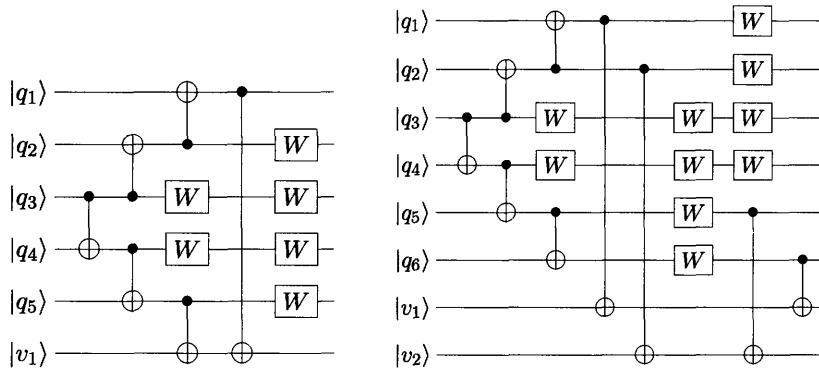 |q₁⟩
|q₂⟩ W
|q₃⟩ W W
|q₄⟩ W W
|q₅⟩ W
|v₁⟩
|q₁⟩ W
|q₂⟩ W
|q₃⟩ W W W
|q₄⟩ W W W
|q₅⟩ W
|q₆⟩ W
|v₁⟩
|v₂⟩